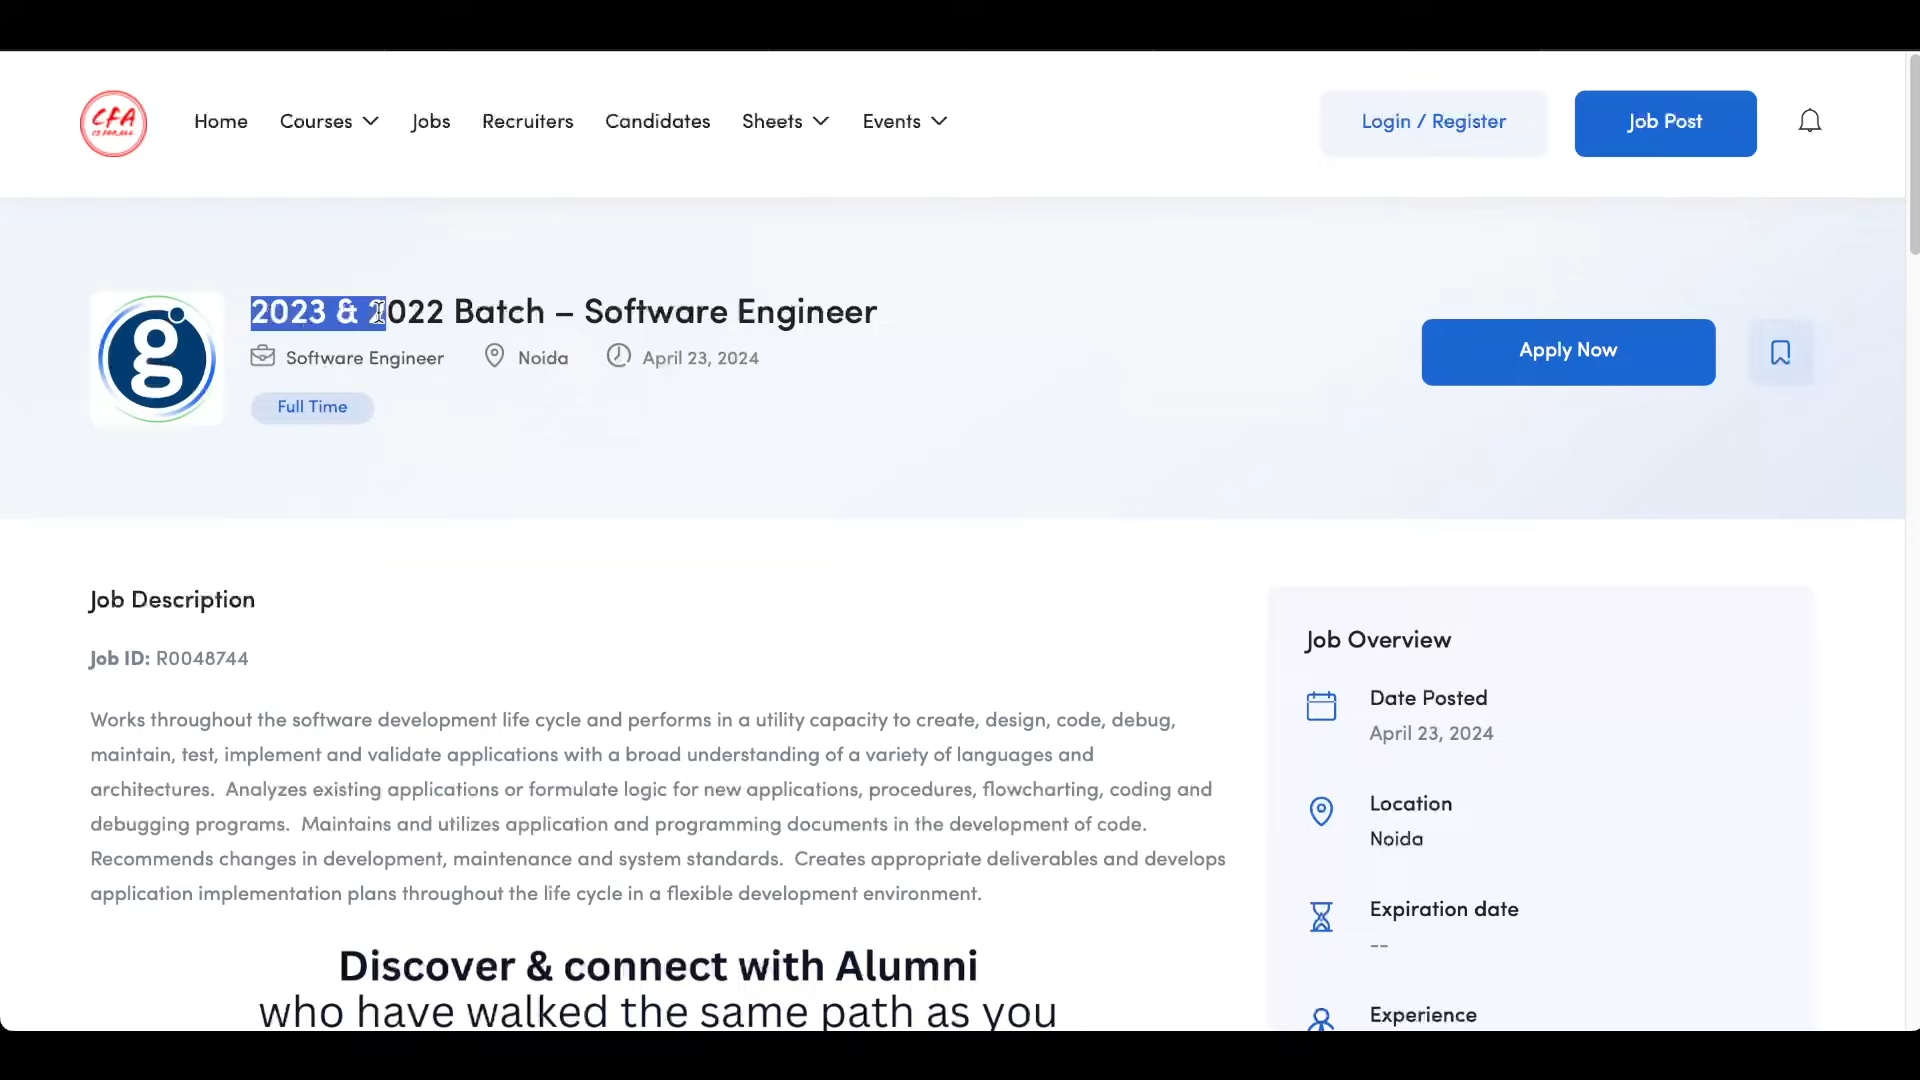 CFA
CS FOR ALL
Home
Courses
Jobs
Recruiters
Candidates
Sheets
Events
Login / Register
Job Post
g
2023 & 2022 Batch – Software Engineer
Software Engineer
Noida
April 23, 2024
Full Time
Apply Now
Job Description
Job ID: R0048744
Works throughout the software development life cycle and performs in a utility capacity to create, design, code, debug,
maintain, test, implement and validate applications with a broad understanding of a variety of languages and
architectures.  Analyzes existing applications or formulate logic for new applications, procedures, flowcharting, coding and
debugging programs.  Maintains and utilizes application and programming documents in the development of code.
Recommends changes in development, maintenance and system standards.  Creates appropriate deliverables and develops
application implementation plans throughout the life cycle in a flexible development environment.
Discover & connect with Alumni
who have walked the same path as you
Job Overview
Date Posted
April 23, 2024
Location
Noida
Expiration date
--
Experience